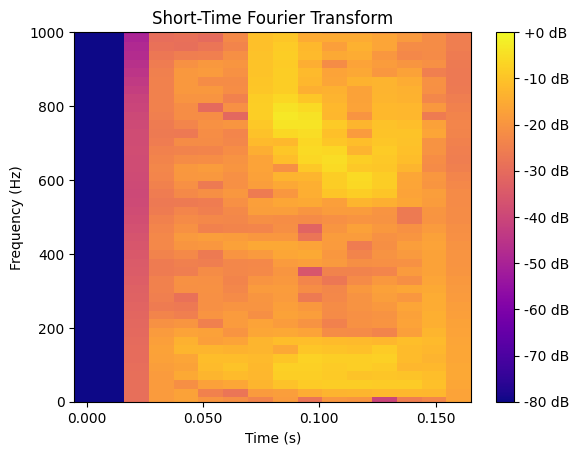 Short-Time Fourier Transform
1000
800
600
400
200
0
Frequency (Hz)
0.000
0.050
0.100
0.150
Time (s)
+0 dB
-10 dB
-20 dB
-30 dB
-40 dB
-50 dB
-60 dB
-70 dB
-80 dB